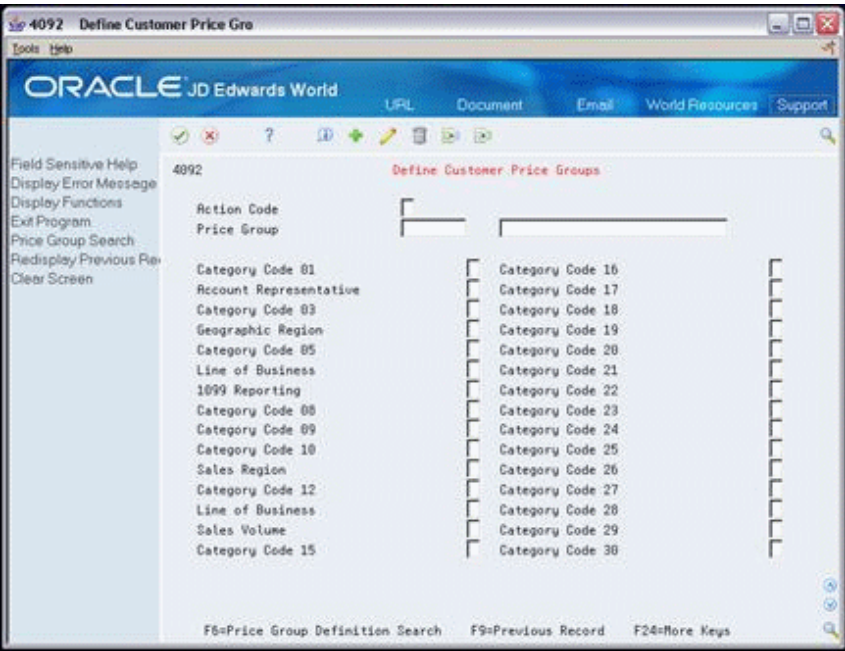 4092 Define Customer Price Gro
Tools Help
ORACLE JD Edwards World
URL Document Email World Resources Support
Field Sensitive Help
Display Error Message
Display Functions
Exit Program
Price Group Search
Redisplay Previous Re
Clear Screen
4092 Define Customer Price Groups
Action Code
Price Group
Category Code 01 Category Code 16
Account Representative Category Code 17
Category Code 03 Category Code 18
Geographic Region Category Code 19
Category Code 05 Category Code 20
Line of Business Category Code 21
1099 Reporting Category Code 22
Category Code 08 Category Code 23
Category Code 09 Category Code 24
Category Code 10 Category Code 25
Sales Region Category Code 26
Category Code 12 Category Code 27
Line of Business Category Code 28
Sales Volume Category Code 29
Category Code 15 Category Code 30
F6=Price Group Definition Search F9=Previous Record F24=More Keys